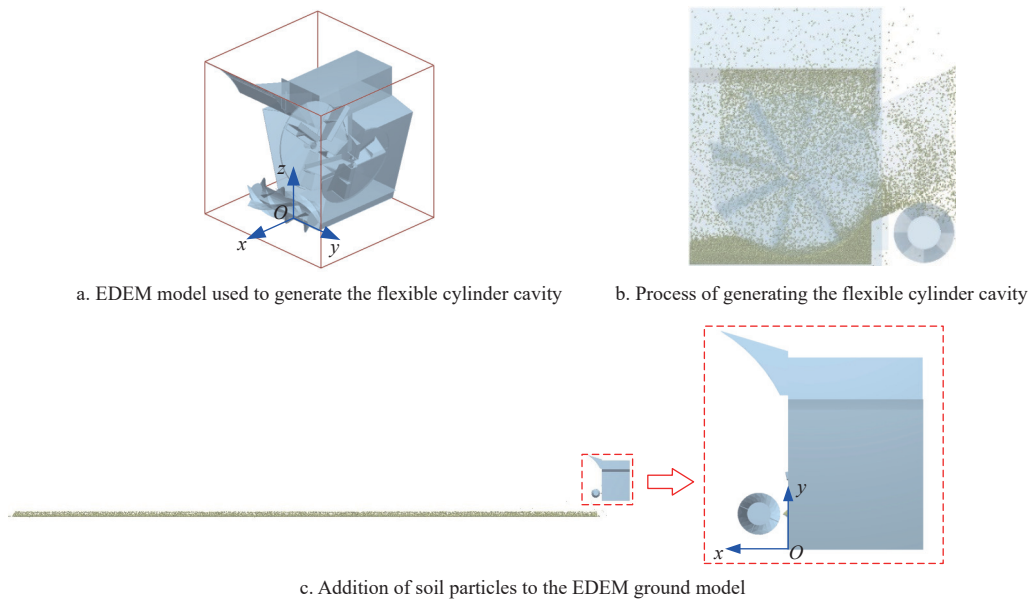 z
O
x
y
a. EDEM model used to generate the flexible cylinder cavity
b. Process of generating the flexible cylinder cavity
y
x
O
c. Addition of soil particles to the EDEM ground model